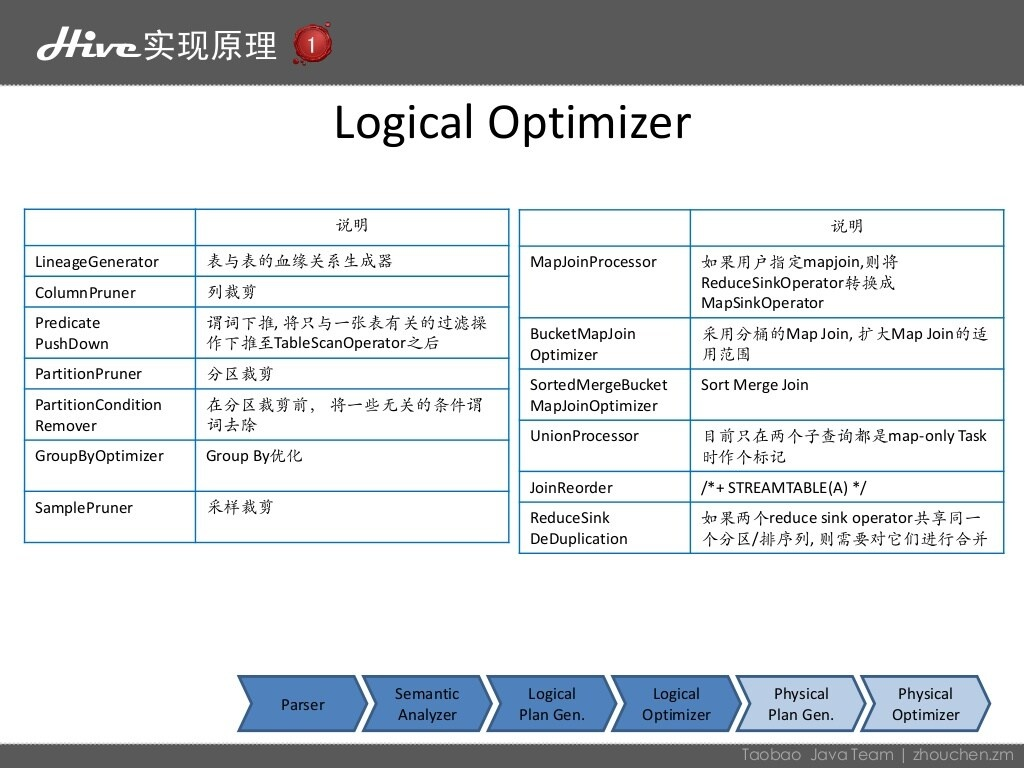 Hive实现原理 1
Logical Optimizer
说明
LineageGenerator 表与表的血缘关系生成器
ColumnPruner 列裁剪
Predicate
PushDown
谓词下推, 将只与一张表有关的过滤操
作下推至TableScanOperator之后
PartitionPruner 分区裁剪
PartitionCondition
Remover
在分区裁剪前， 将一些无关的条件谓
词去除
GroupByOptimizer Group By优化
SamplePruner 采样裁剪
说明
MapJoinProcessor
如果用户指定mapjoin,则将
ReduceSinkOperator转换成
MapSinkOperator
BucketMapJoin
Optimizer
采用分桶的Map Join, 扩大Map Join的适
用范围
SortedMergeBucket
MapJoinOptimizer
Sort Merge Join
UnionProcessor
目前只在两个子查询都是map-only Task
时作个标记
JoinReorder /*+ STREAMTABLE(A) */
ReduceSink
DeDuplication
如果两个reduce sink operator共享同一
个分区/排序列, 则需要对它们进行合并
Parser
Semantic
Analyzer
Logical
Plan Gen.
Logical
Optimizer
Physical
Plan Gen.
Physical
Optimizer
Taobao Java Team | zhouchen.zm